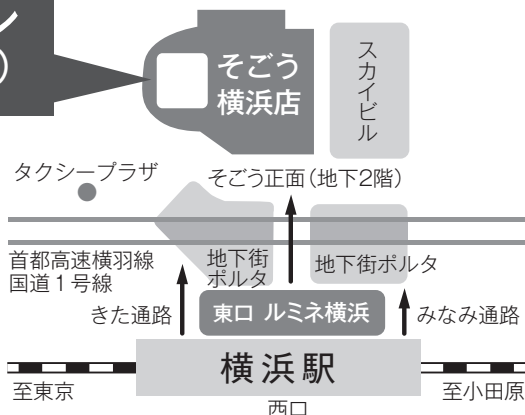 そごう
横浜店
スカイビル
タクシープラザ
そごう正面(地下2階)
首都高速横羽線
国道1号線
地下街
ポルタ
地下街ポルタ
きた通路
東口 ルミネ横浜
みなみ通路
横浜駅
至東京
西口
至小田原